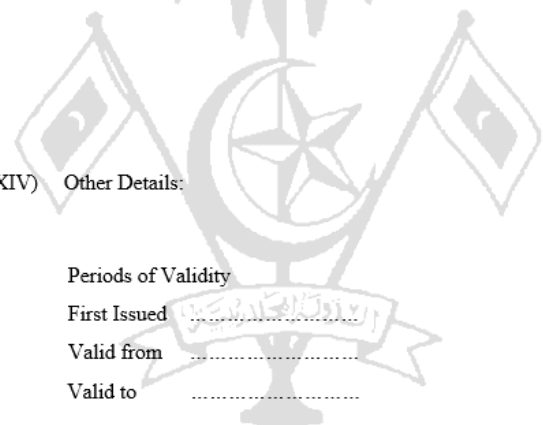 XIV) Other Details:
Periods of Validity
First Issued ………………………
Valid from ………………………
Valid to ………………………